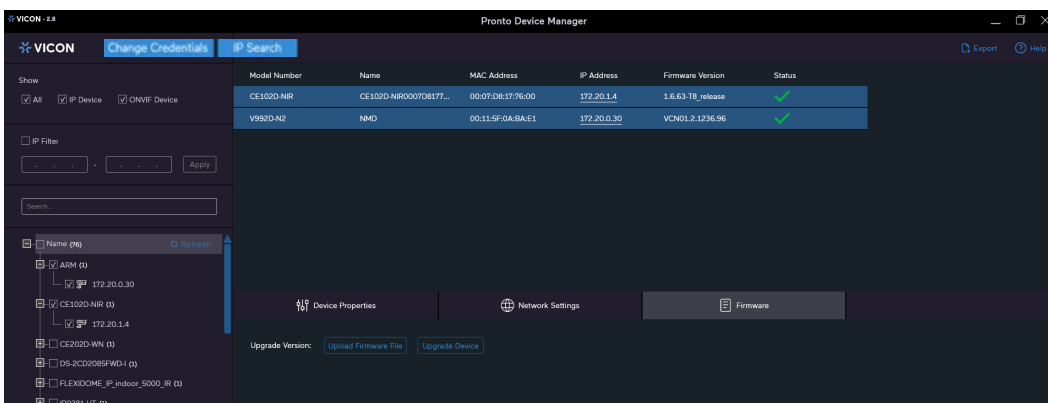 VICON - 2.8
Pronto Device Manager
VICON
Change Credentials
IP Search
Export
Help
Show
All
IP Device
ONVIF Device
IP Filter
. . . - . . .
Apply
Search...
Name (76)
Refresh
ARM (1)
172.20.0.30
CE102D-NIR (1)
172.20.1.4
CE202D-WN (1)
DS-2CD2085FWD-I (1)
FLEXIDOME_IP_indoor_5000_IR (1)
Model Number Name MAC Address IP Address Firmware Version Status
CE102D-NIR CE102D-NIR0007D8177... 00:07:D8:17:76:00 172.20.1.4 1.6.63-T8_release
V992D-N2 NMD 00:11:5F:0A:BA:E1 172.20.0.30 VCN01.2.1236.96
Device Properties
Network Settings
Firmware
Upgrade Version:
Upload Firmware File
Upgrade Device